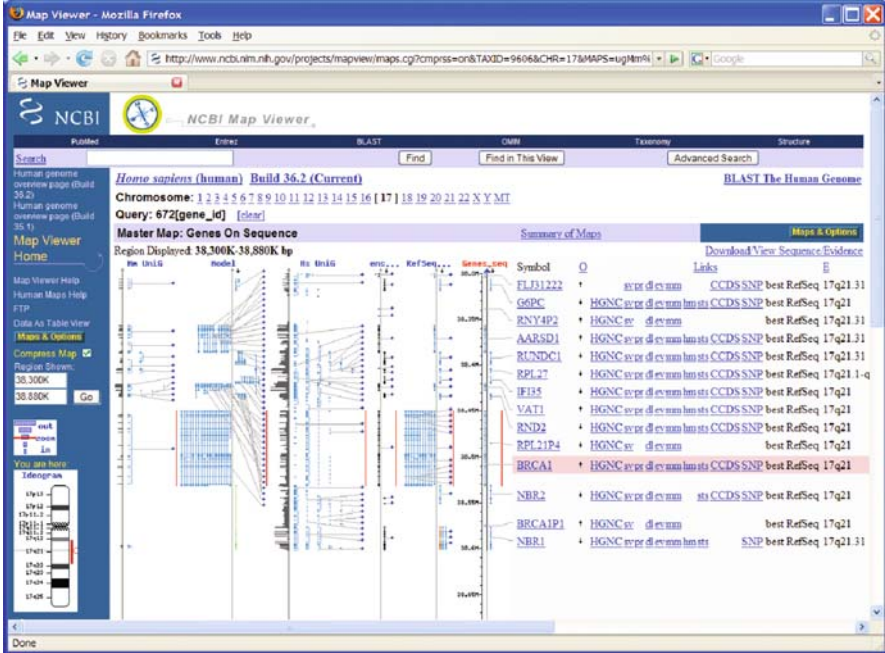 Map Viewer - Mozilla Firefox
File Edit View History Bookmarks Tools Help
http://www.ncbi.nlm.nih.gov/projects/mapview/maps.cgi?cmprss=on&TAXID=9606&CHR=17&MAPS=ugMm% Google
Map Viewer
NCBI NCBI Map Viewer
PubMed Entrez BLAST OMIM Taxonomy Structure
Search Find Find in This View Advanced Search
Human genome
overview page (Build
36.2)
Human genome
overview page (Build
35.1)
Map Viewer
Home
Map Viewer Help
Human Maps Help
FTP
Data As Table View
Maps & Options
Compress Map
Region Shown:
38,300K
38,880K Go
out
zoom
in
You are here:
Ideogram
Homo sapiens (human) Build 36.2 (Current) BLAST The Human Genome
Chromosome: 1 2 3 4 5 6 7 8 9 10 11 12 13 14 15 16 [ 17 ] 18 19 20 21 22 X Y MT
Query: 672[gene_id] [clear]
Master Map: Genes On Sequence Summary of Maps Maps & Options
Region Displayed: 38,300K-38,880K bp Download/View Sequence/Evidence
Mm UniG Model Hs UniG ens... RefSeq... Genes_seq Symbol O Links E
FLJ31222 sv pr dl ev mm CCDS SNP best RefSeq 17q21.31
G6PC HGNC sv pr dl ev mm hm sts CCDS SNP best RefSeq 17q21
RNY4P2 HGNC sv dl ev mm best RefSeq 17q21.31
AARSD1 HGNC sv pr dl ev mm hm sts CCDS SNP best RefSeq 17q21.31
RUNDC1 HGNC sv pr dl ev mm hm sts CCDS SNP best RefSeq 17q21.31
RPL27 HGNC sv pr dl ev mm hm sts CCDS SNP best RefSeq 17q21.1-q
IFI35 HGNC sv pr dl ev mm hm sts CCDS SNP best RefSeq 17q21
VAT1 HGNC sv pr dl ev mm hm sts CCDS SNP best RefSeq 17q21
RND2 HGNC sv pr dl ev mm hm sts CCDS SNP best RefSeq 17q21
RPL21P4 HGNC sv dl ev mm best RefSeq 17q21
BRCA1 HGNC sv pr dl ev mm hm sts CCDS SNP best RefSeq 17q21
NBR2 HGNC sv pr dl ev mm sts CCDS SNP best RefSeq 17q21
BRCA1P1 HGNC sv dl ev mm best RefSeq 17q21
NBR1 HGNC sv pr dl ev mm hm sts SNP best RefSeq 17q21.31
Done